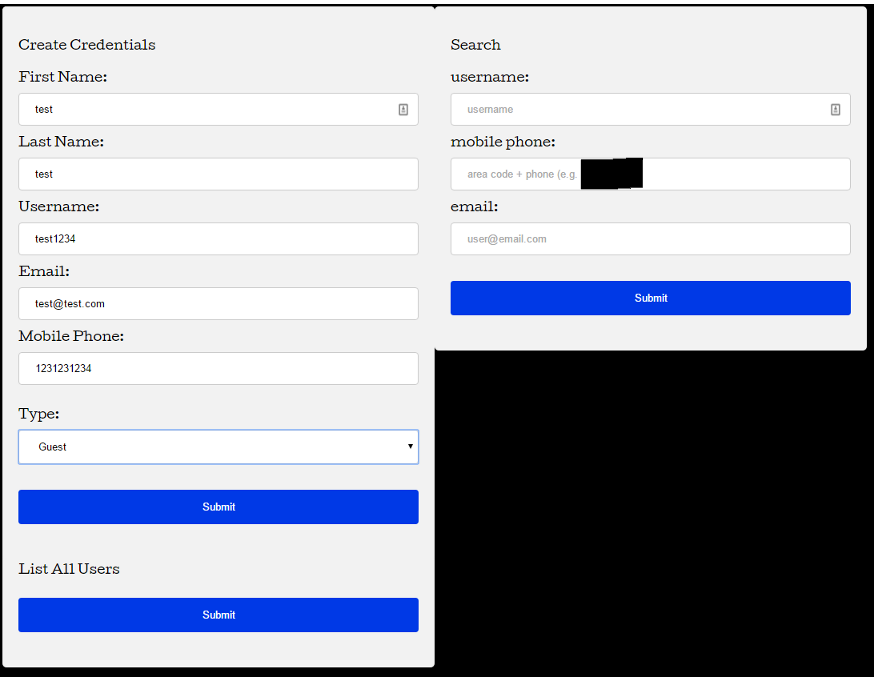 Create Credentials
First Name:
test
Last Name:
test
Username:
test1234
Email:
test@test.com
Mobile Phone:
1231231234
Type:
Guest
Submit
List All Users
Submit
Search
username:
username
mobile phone:
area code + phone (e.g.
email:
user@email.com
Submit